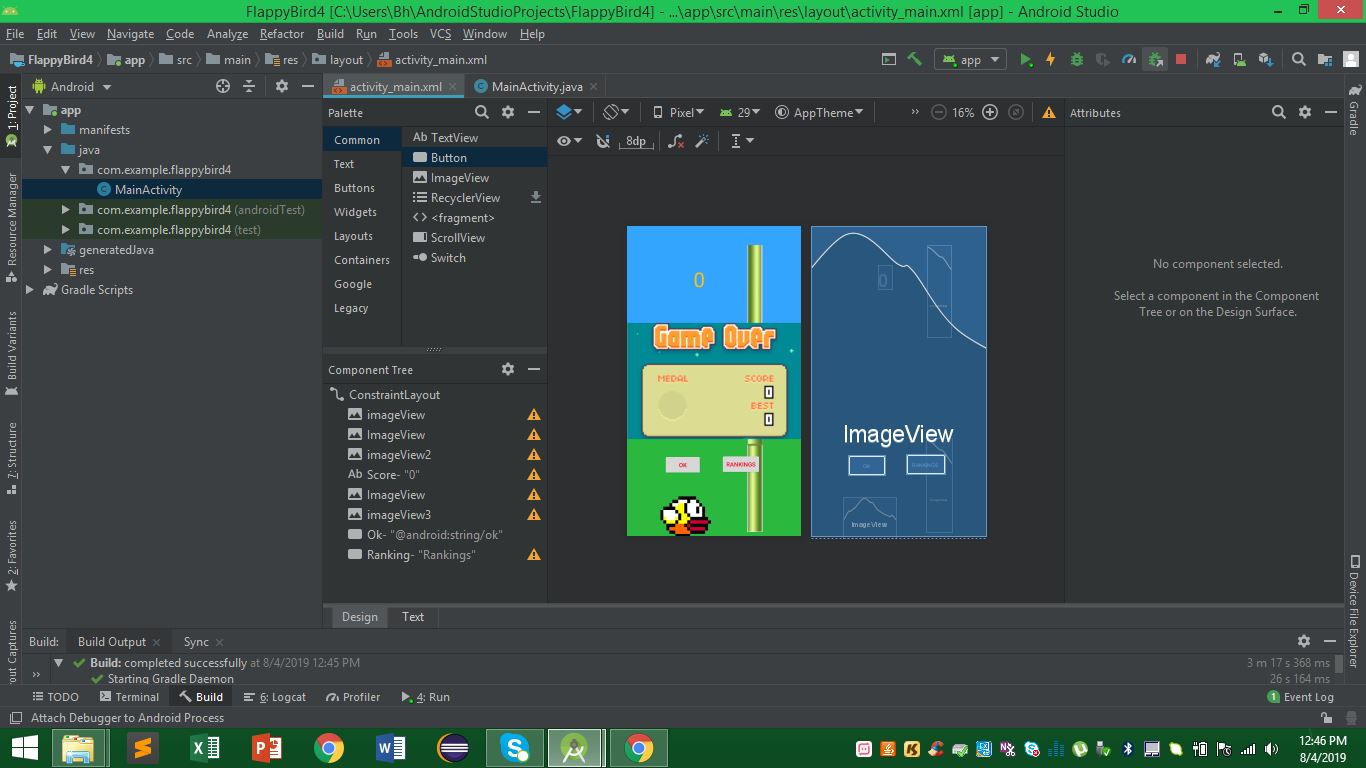 FlappyBird4 [C:\Users\Bh\AndroidStudioProjects\FlappyBird4] - ...\app\src\main\res\layout\activity_main.xml [app] - Android Studio
File Edit View Navigate Code Analyze Refactor Build Run Tools VCS Window Help
FlappyBird4 app src main res layout activity_main.xml
app
1: Project
Resource Manager
Build Variants
7: Structure
2: Favorites
Android
app
manifests
java
com.example.flappybird4
MainActivity
com.example.flappybird4 (androidTest)
com.example.flappybird4 (test)
generatedJava
res
Gradle Scripts
activity_main.xml MainActivity.java
Palette
Common
Text
Buttons
Widgets
Layouts
Containers
Google
Legacy
Ab TextView
Button
ImageView
RecyclerView
<> <fragment>
ScrollView
Switch
Component Tree
ConstraintLayout
imageView
ImageView
imageView2
Ab Score- "0"
ImageView
imageView3
Ok- "@android:string/ok"
Ranking- "Rankings"
Pixel 29 AppTheme 16%
8dp
0
Game Over
MEDAL SCORE
0
BEST
0
OK RANKINGS
0
ImageView
OK RANKINGS
ImageView
Attributes
No component selected.
Select a component in the Component
Tree or on the Design Surface.
Gradle
Device File Explorer
Design Text
Build: Build Output Sync
Build: completed successfully at 8/4/2019 12:45 PM 3 m 17 s 368 ms
Starting Gradle Daemon 26 s 164 ms
TODO Terminal Build 6: Logcat Profiler 4: Run 1 Event Log
Attach Debugger to Android Process
12:46 PM
8/4/2019